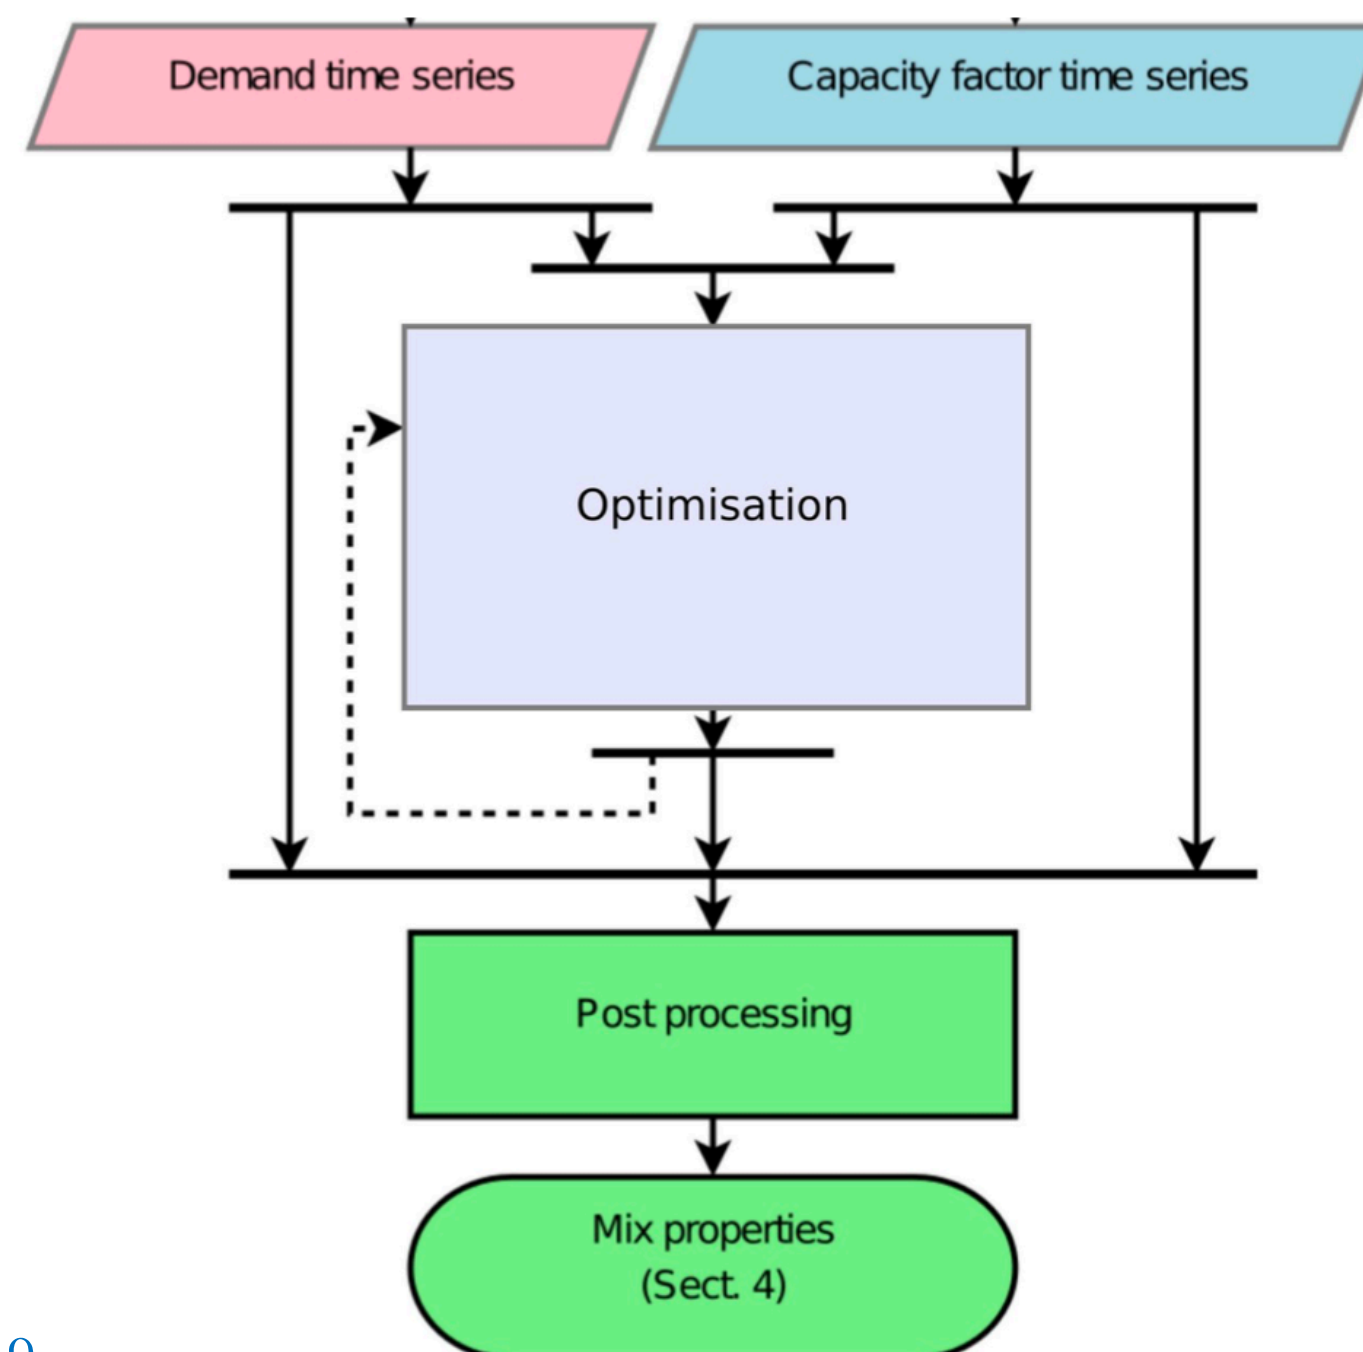 Demand time series
Capacity factor time series
Optimisation
Post processing
Mix properties
(Sect. 4)